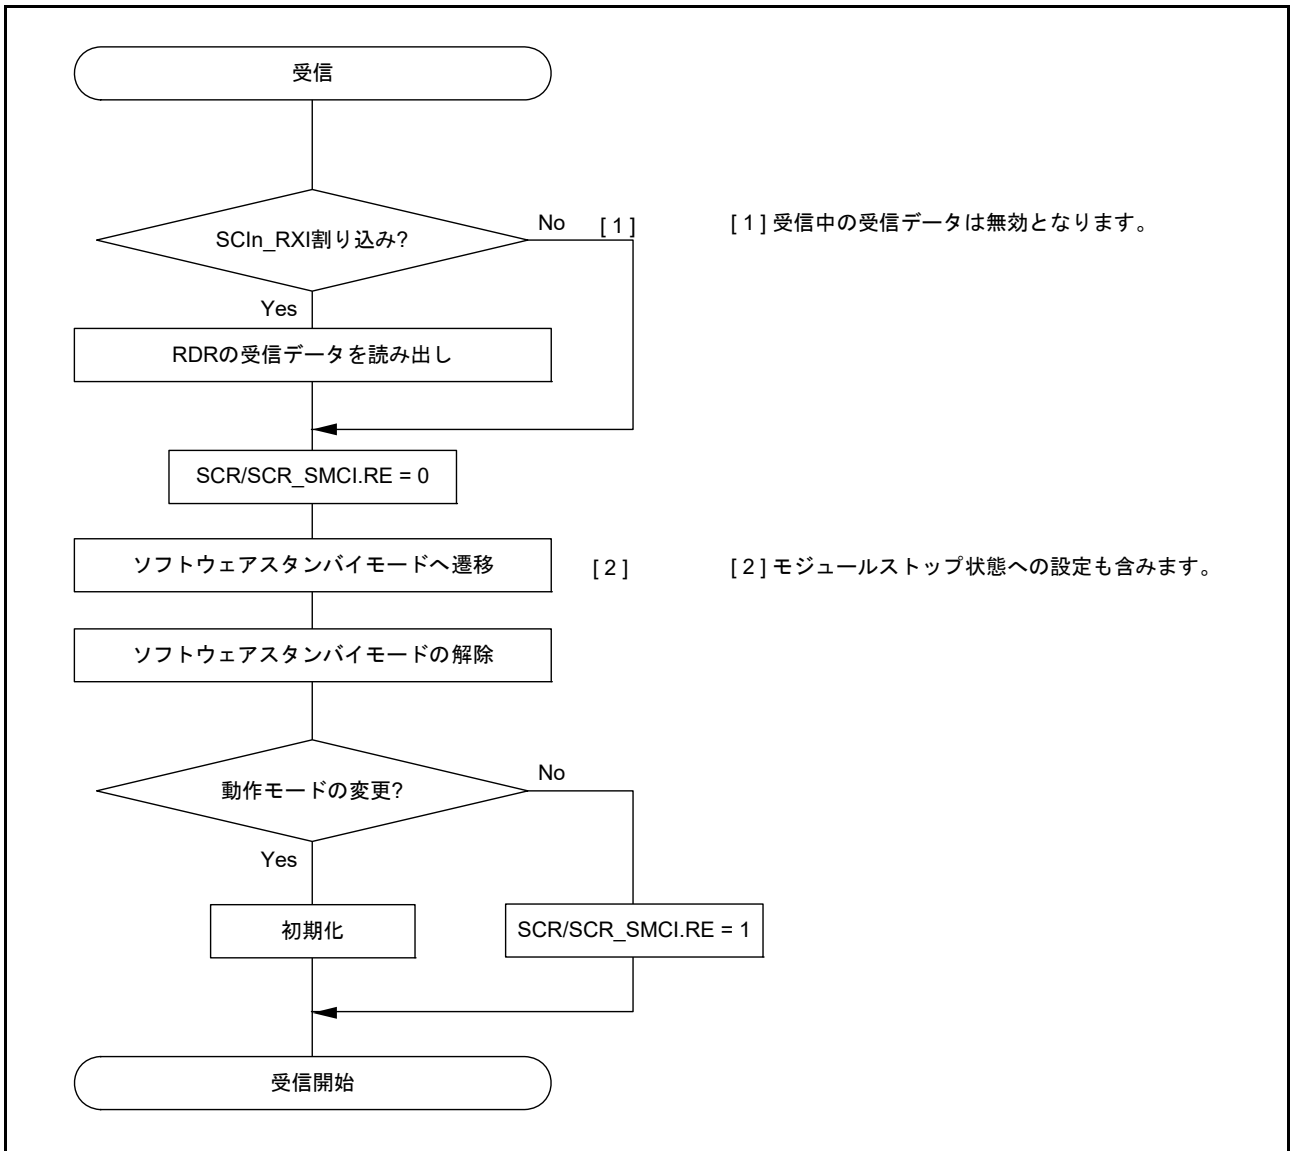 受信
SCIn_RXI割り込み?
No
[ 1 ]
[ 1 ] 受信中の受信データは無効となります。
Yes
RDRの受信データを読み出し
SCR/SCR_SMCI.RE = 0
ソフトウェアスタンバイモードへ遷移
[ 2 ]
[ 2 ] モジュールストップ状態への設定も含みます。
ソフトウェアスタンバイモードの解除
動作モードの変更?
No
Yes
初期化
SCR/SCR_SMCI.RE = 1
受信開始